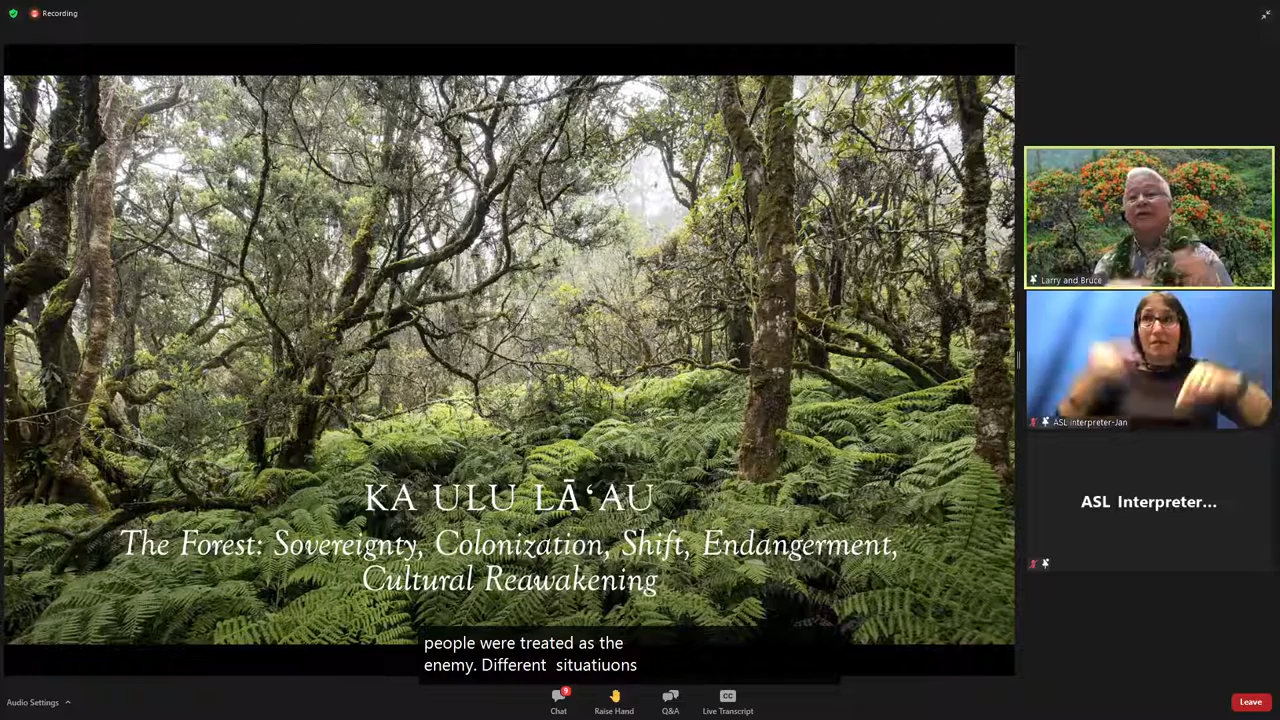 Recording
KA ULU LĀʻAU
The Forest: Sovereignty, Colonization, Shift, Endangerment,
Cultural Reawakening
people were treated as the
enemy. Different situatiuons
Larry and Bruce
ASL Interpreter-Jan
ASL Interpreter...
Audio Settings
9
Chat
Raise Hand
Q&A
CC
Live Transcript
Leave